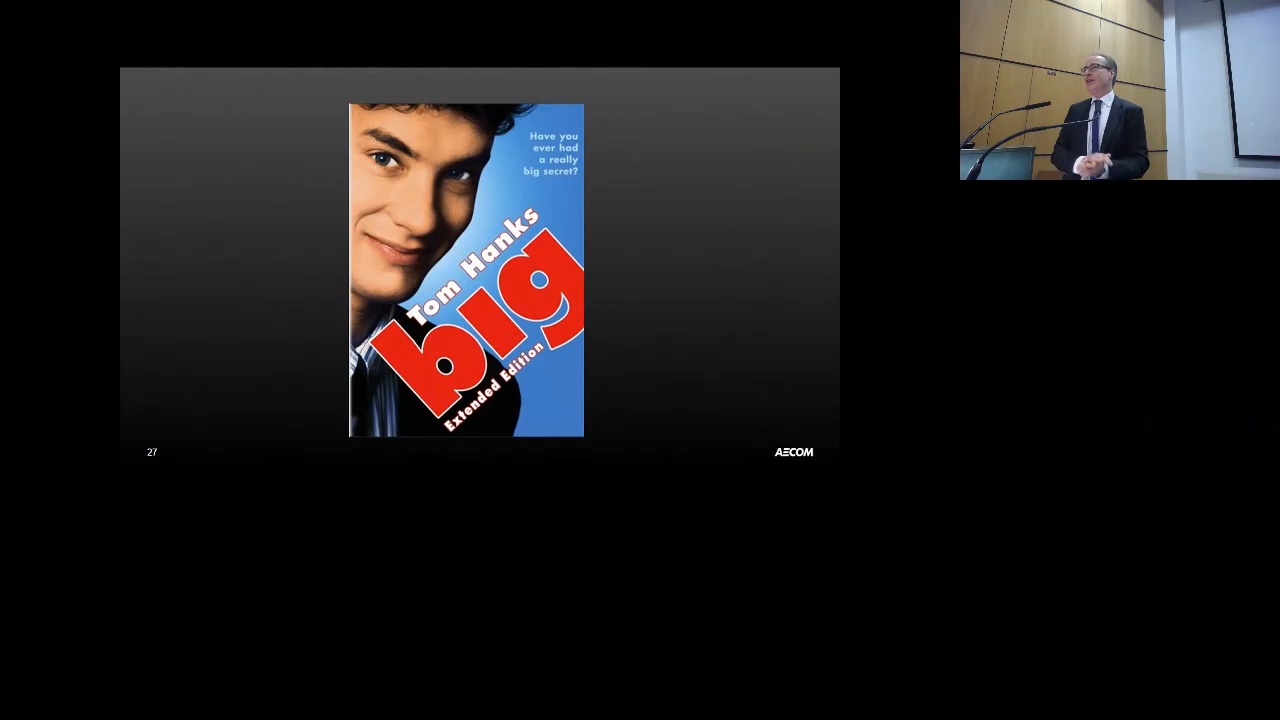 Have you
ever had
a really
big secret?
Tom Hanks
big
Extended Edition
27
AECOM